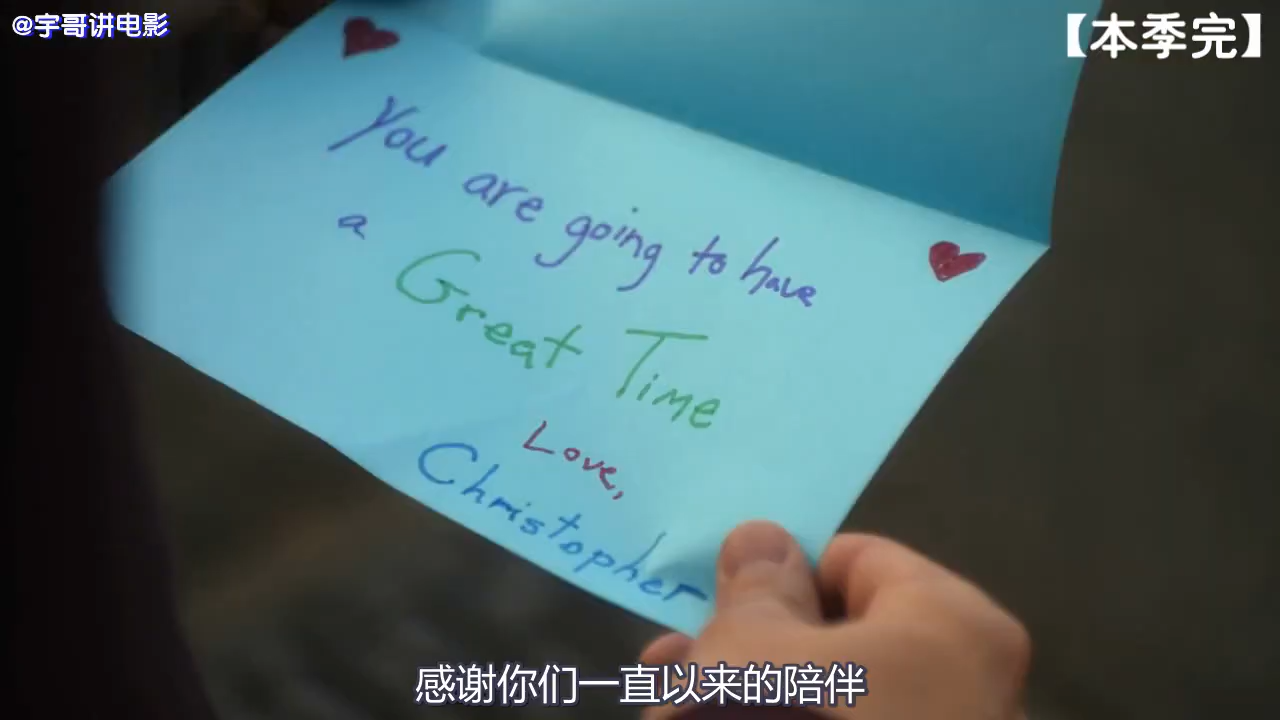 @宇哥讲电影
【本季完】
You are going to have
a
Great Time
Love,
Christopher
感谢你们一直以来的陪伴